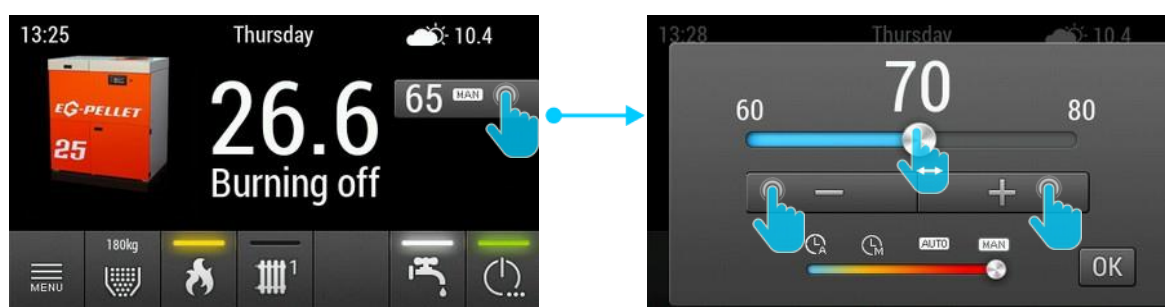 13:25 Thursday 10.4
EG-PELLET
25
26.6
Burning off
65 MAN
180kg
MENU
1
13:28 Thursday 10.4
70
60 80
A M AUTO MAN
OK